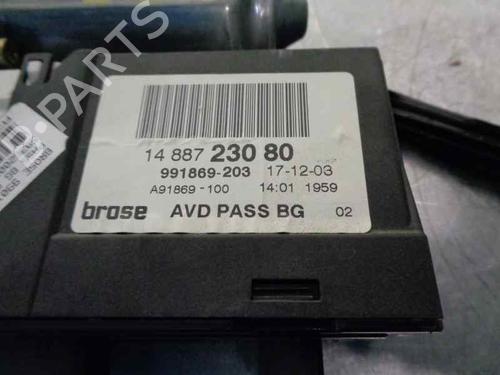 14 887 230 80
991869-203 17-12-03
A91869-100 14:01 1959
brose AVD PASS BG 02
PARTS